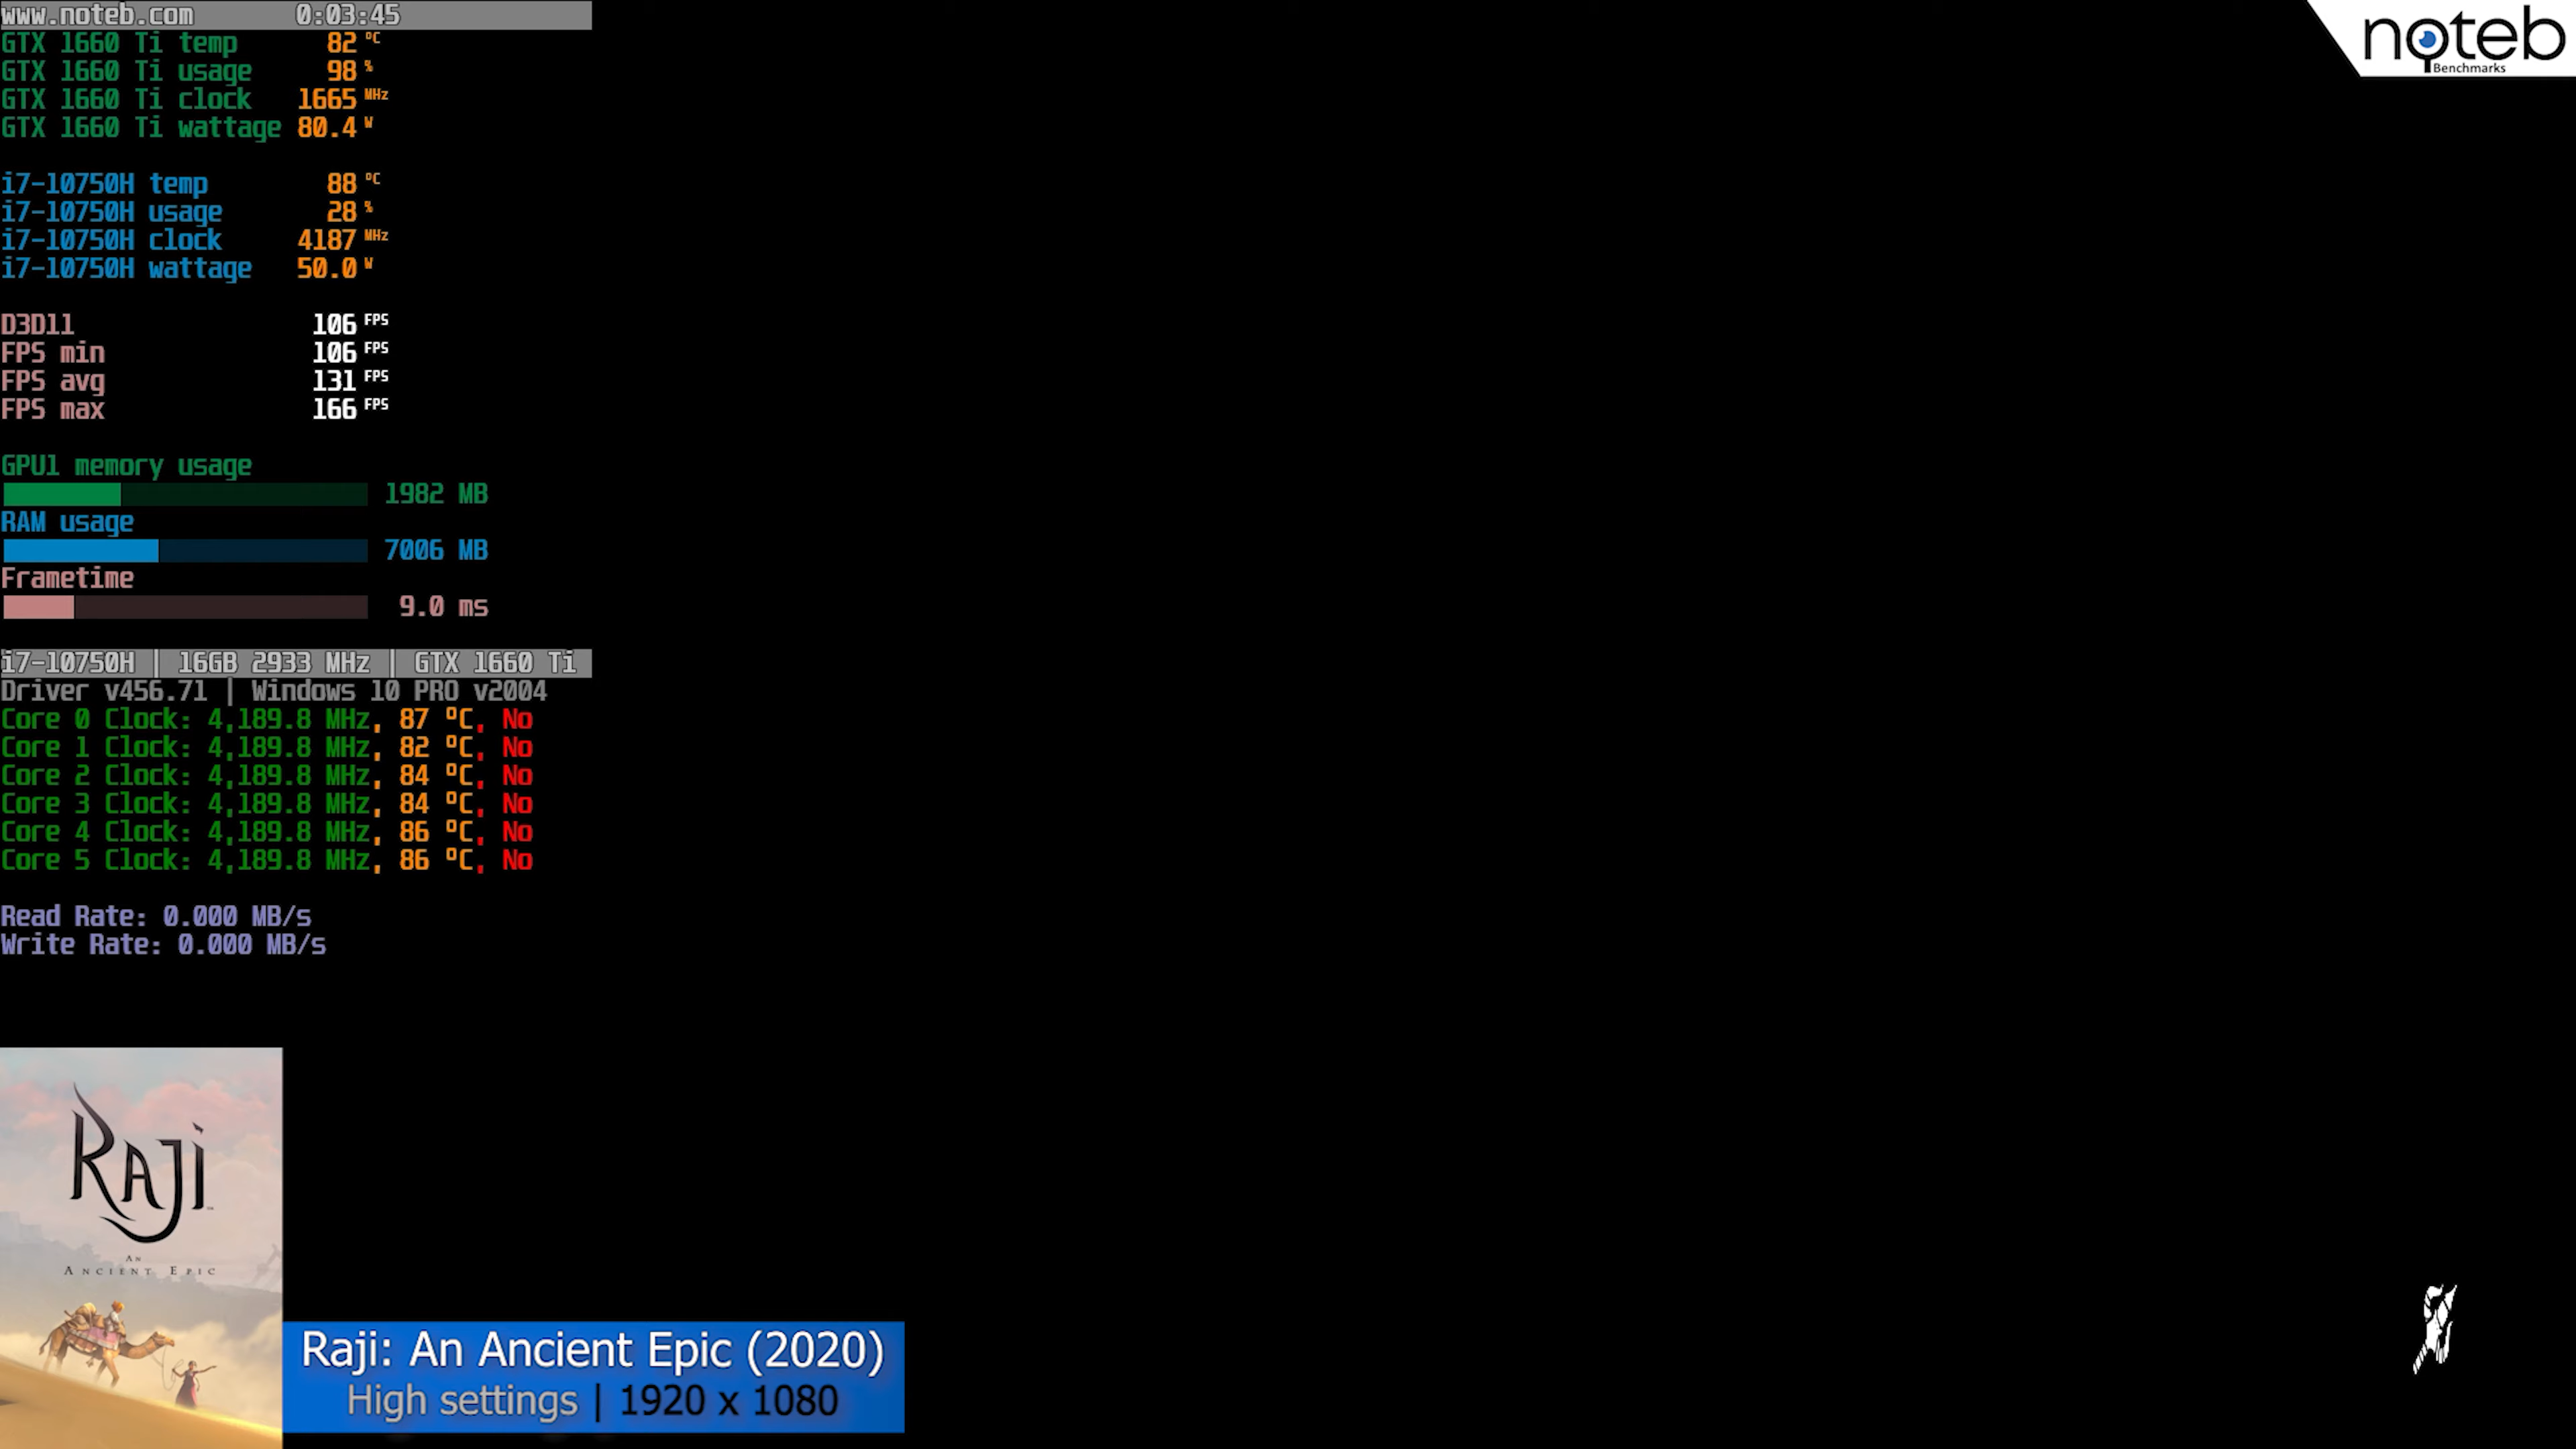 www.noteb.com 0:03:45
GTX 1660 Ti temp 82 °C
GTX 1660 Ti usage 98 %
GTX 1660 Ti clock 1665 MHz
GTX 1660 Ti wattage 80.4 W
i7-10750H temp 88 °C
i7-10750H usage 28 %
i7-10750H clock 4187 MHz
i7-10750H wattage 50.0 W
D3D11 106 FPS
FPS min 106 FPS
FPS avg 131 FPS
FPS max 166 FPS
GPU1 memory usage
1982 MB
RAM usage
7006 MB
Frametime
9.0 ms
i7-10750H | 16GB 2933 MHz | GTX 1660 Ti
Driver v456.71 | Windows 10 PRO v2004
Core 0 Clock: 4,189.8 MHz, 87 °C, No
Core 1 Clock: 4,189.8 MHz, 82 °C, No
Core 2 Clock: 4,189.8 MHz, 84 °C, No
Core 3 Clock: 4,189.8 MHz, 84 °C, No
Core 4 Clock: 4,189.8 MHz, 86 °C, No
Core 5 Clock: 4,189.8 MHz, 86 °C, No
Read Rate: 0.000 MB/s
Write Rate: 0.000 MB/s
noteb
Benchmarks
RAJI
AN
ANCIENT EPIC
Raji: An Ancient Epic (2020)
High settings | 1920 x 1080